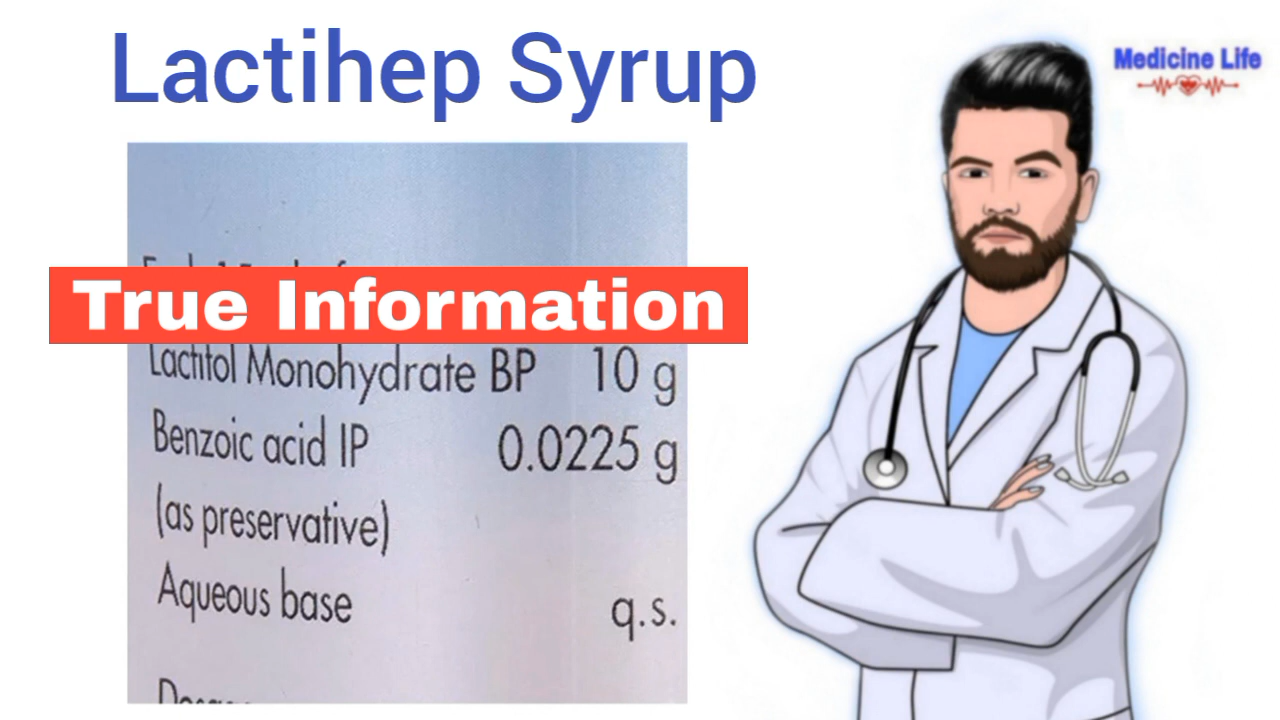 Lactihep Syrup
Medicine Life
True Information
Lactitol Monohydrate BP 10 g
Benzoic acid IP 0.0225 g
(as preservative)
Aqueous base q.s.